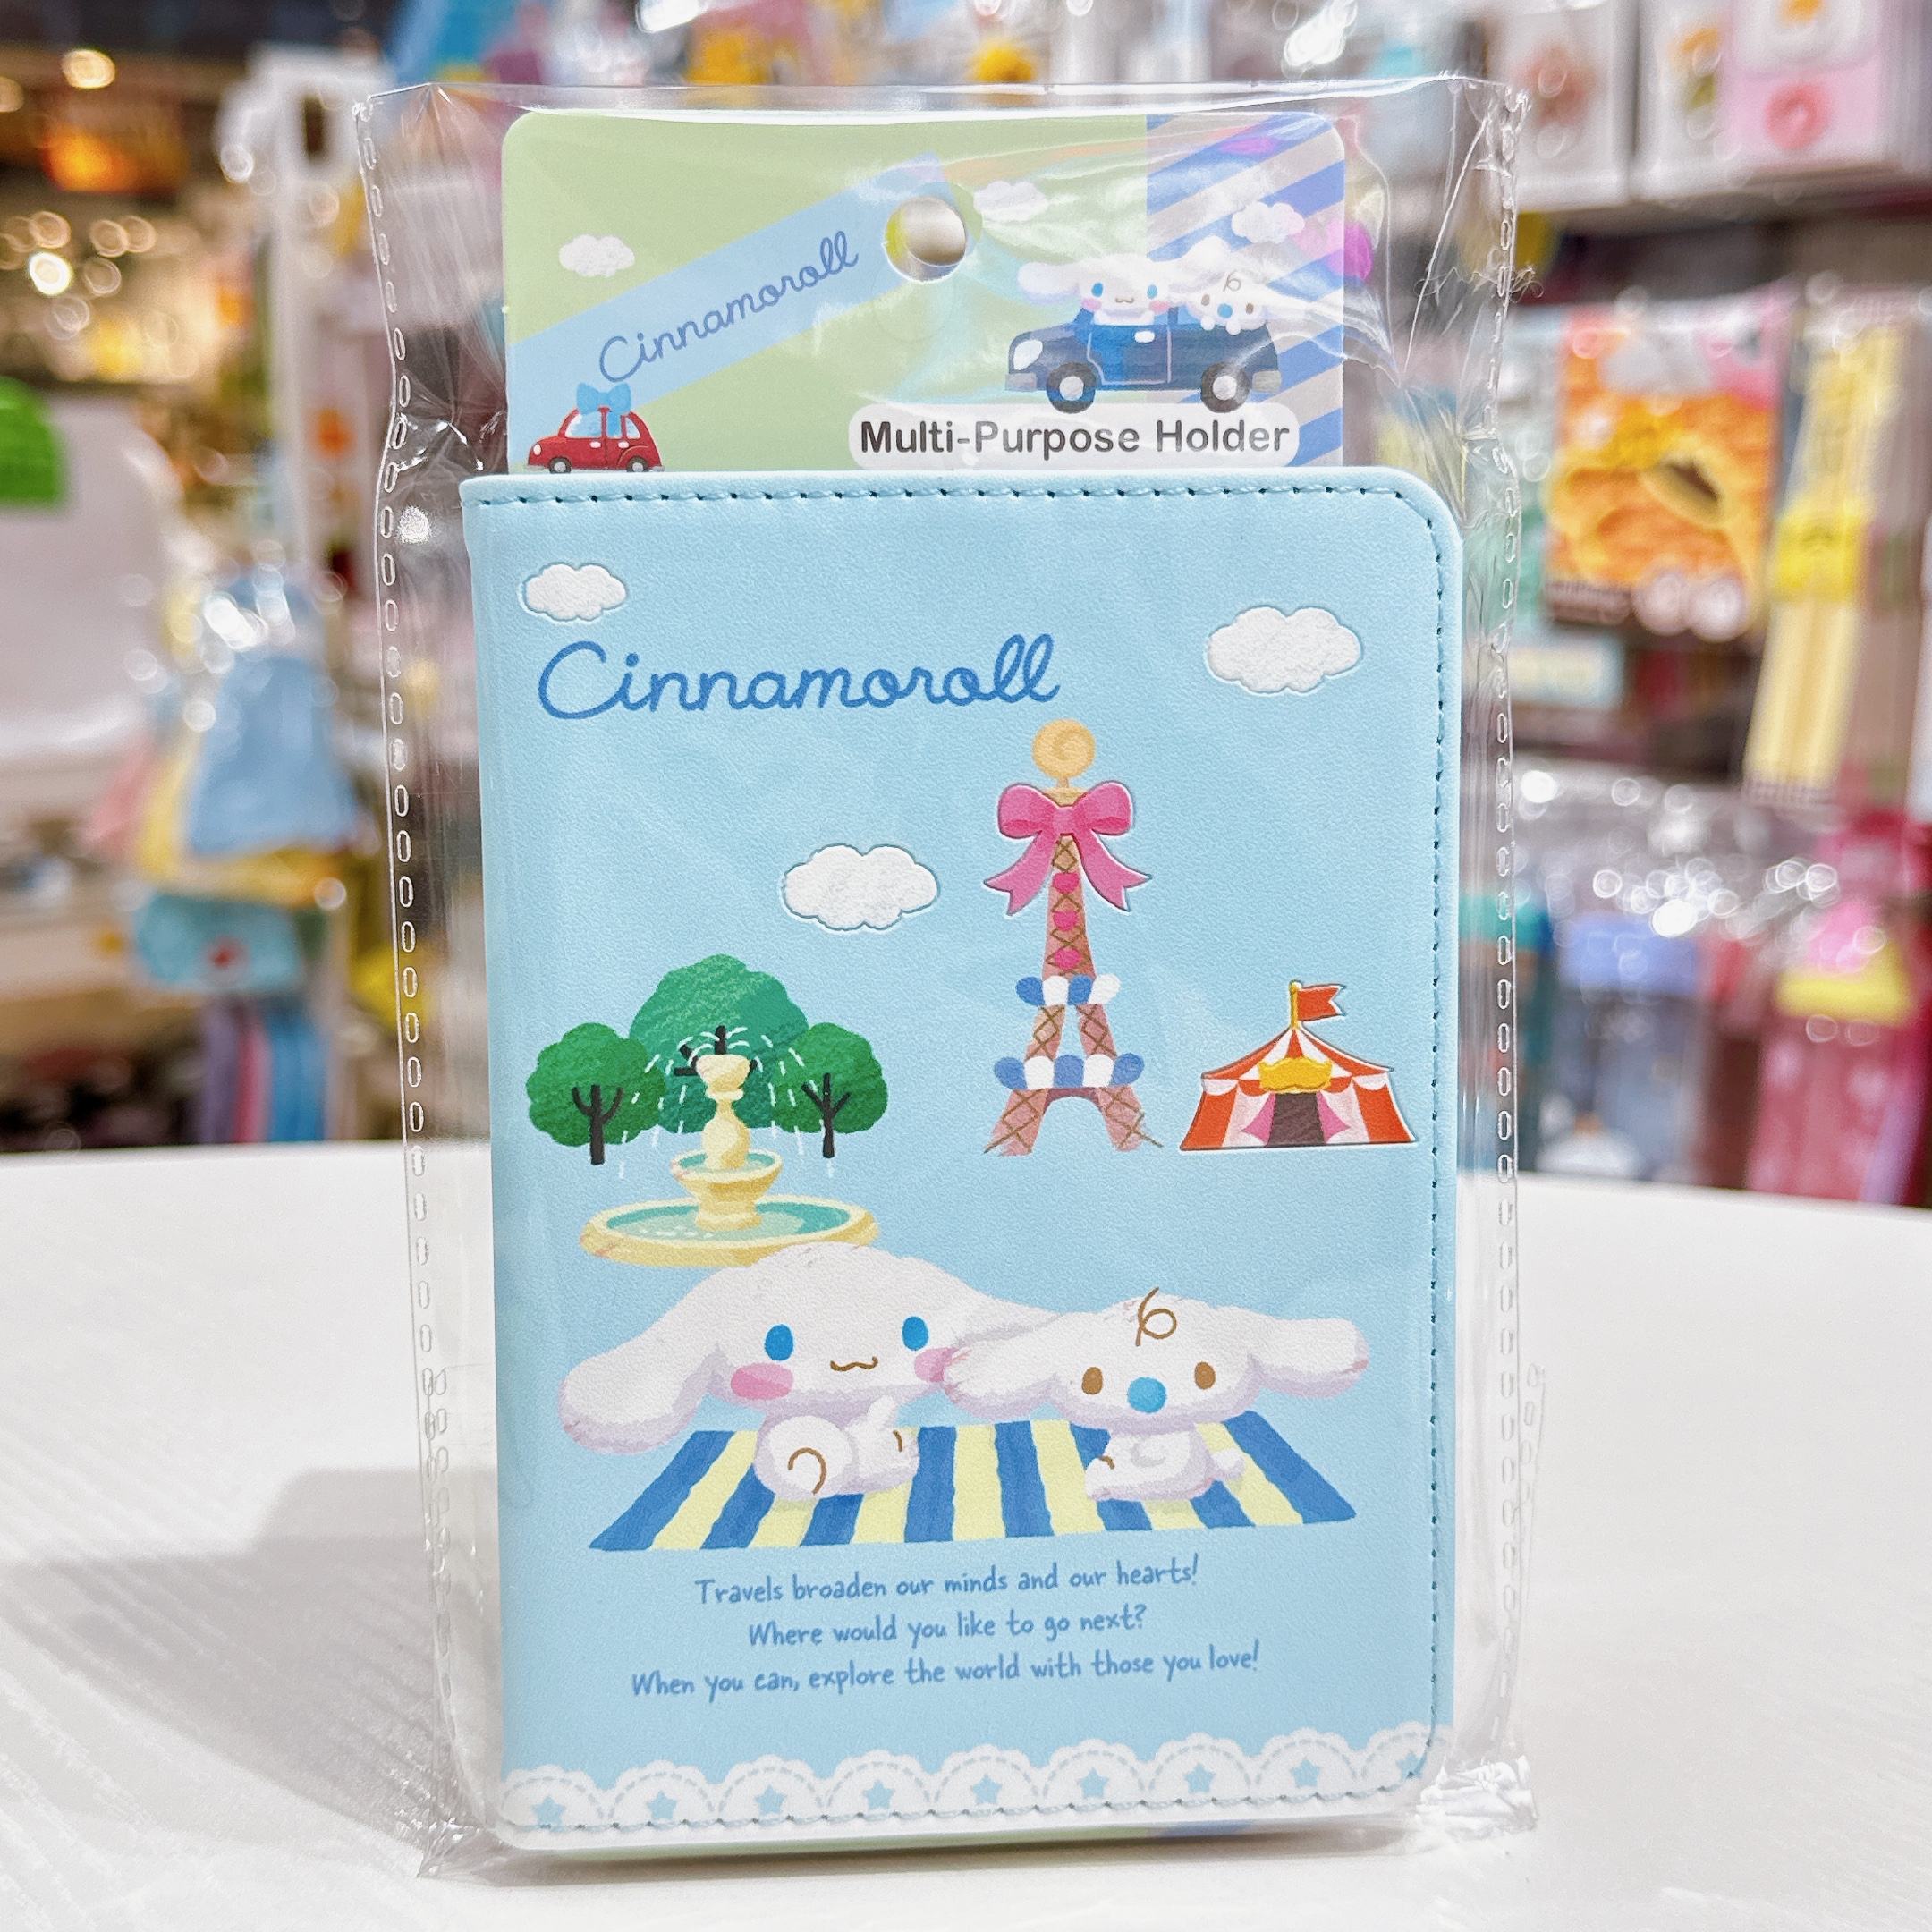 Cinnamoroll
Multi-Purpose Holder
Cinnamoroll
Travels broaden our minds and our hearts!
Where would you like to go next?
When you can, explore the world with those you love!